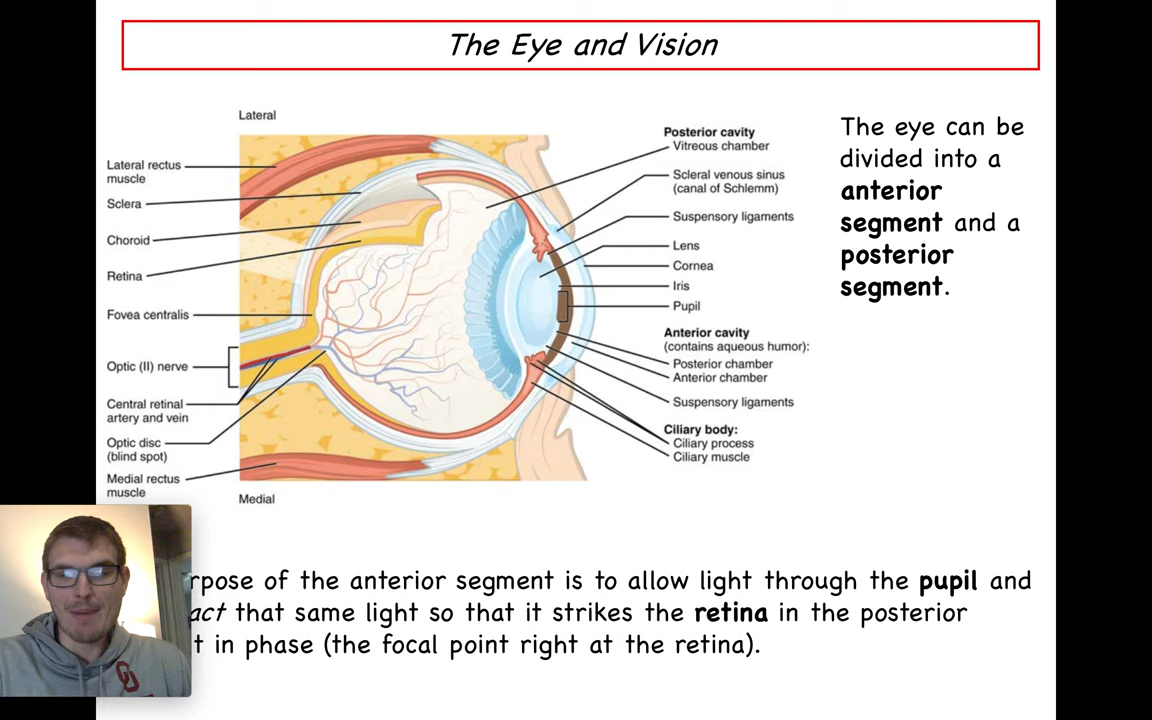 The Eye and Vision
Lateral
Lateral rectus
muscle
Sclera
Choroid
Retina
Fovea centralis
Optic (II) nerve
Central retinal
artery and vein
Optic disc
(blind spot)
Medial rectus
muscle
Medial
Posterior cavity
Vitreous chamber
Scleral venous sinus
(canal of Schlemm)
Suspensory ligaments
Lens
Cornea
Iris
Pupil
Anterior cavity
(contains aqueous humor):
Posterior chamber
Anterior chamber
Suspensory ligaments
Ciliary body:
Ciliary process
Ciliary muscle
The eye can be
divided into a
anterior
segment and a
posterior
segment.
rpose of the anterior segment is to allow light through the pupil and
act that same light so that it strikes the retina in the posterior
t in phase (the focal point right at the retina).